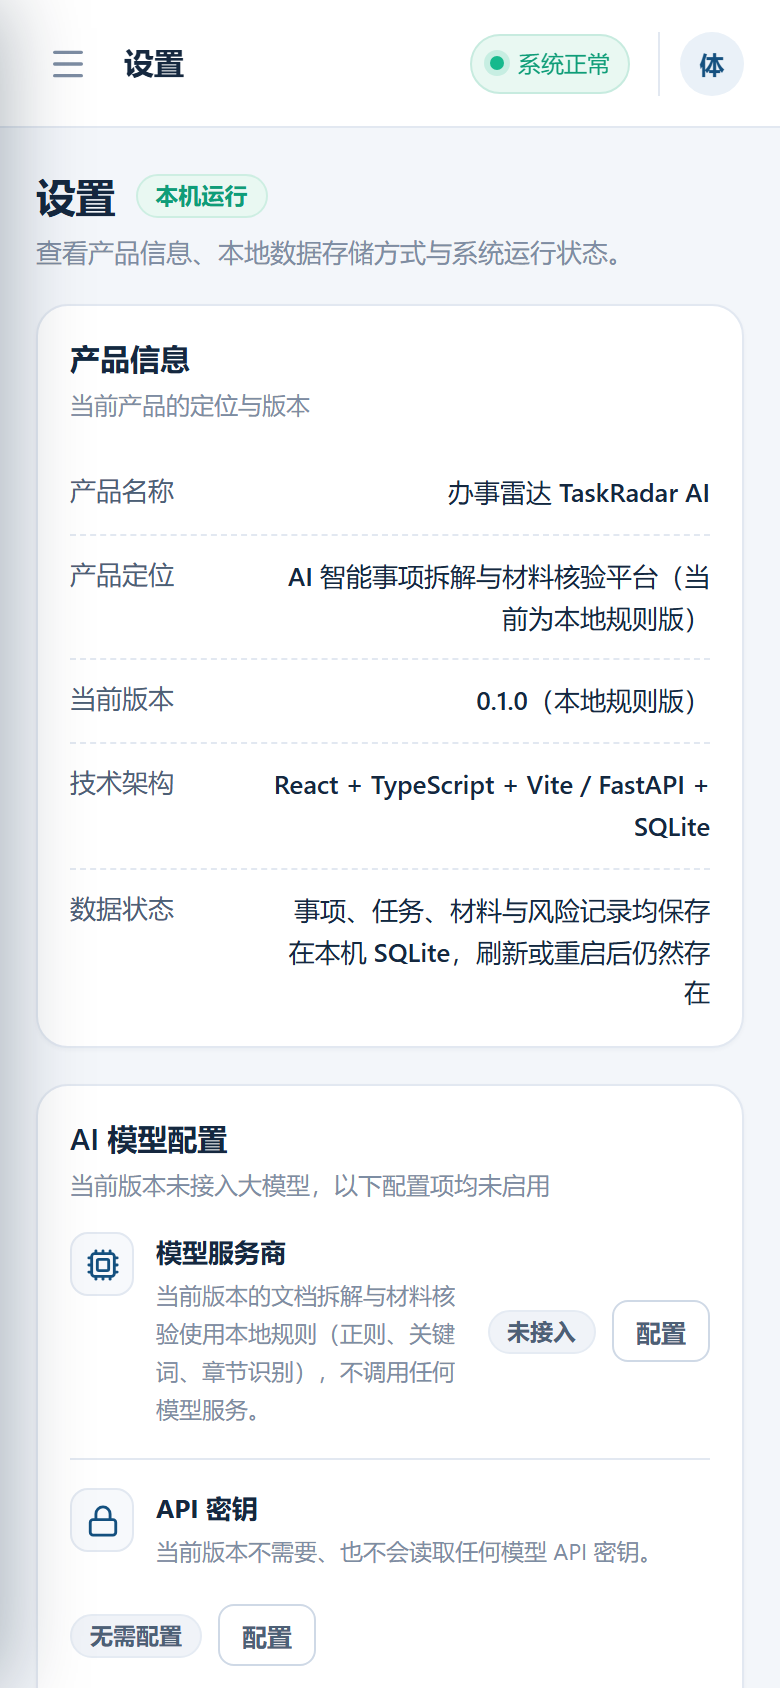 设置
系统正常
体
设置
本机运行
查看产品信息、本地数据存储方式与系统运行状态。
产品信息
当前产品的定位与版本
产品名称
办事雷达 TaskRadar AI
产品定位
AI 智能事项拆解与材料核验平台（当
前为本地规则版）
当前版本
0.1.0（本地规则版）
技术架构
React + TypeScript + Vite / FastAPI +
SQLite
数据状态
事项、任务、材料与风险记录均保存
在本机 SQLite，刷新或重启后仍然存
在
AI 模型配置
当前版本未接入大模型，以下配置项均未启用
模型服务商
当前版本的文档拆解与材料核
验使用本地规则（正则、关键
词、章节识别），不调用任何
模型服务。
未接入
配置
API 密钥
当前版本不需要、也不会读取任何模型 API 密钥。
无需配置
配置